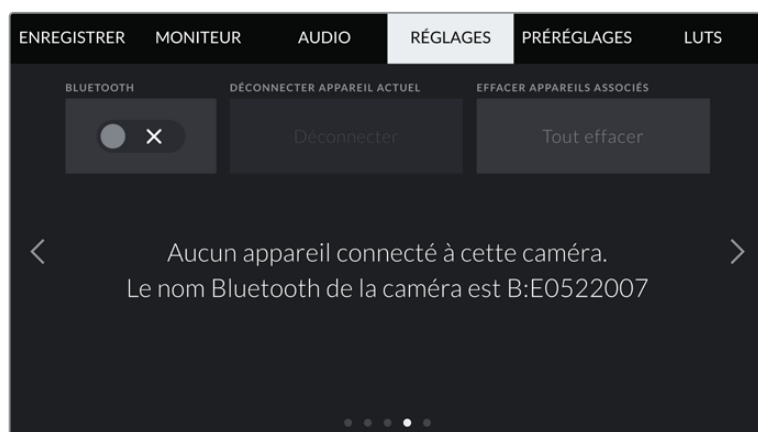 ENREGISTRER MONITEUR AUDIO RÉGLAGES PRÉRÉGLAGES LUTS
BLUETOOTH DÉCONNECTER APPAREIL ACTUEL EFFACER APPAREILS ASSOCIÉS
Déconnecter Tout effacer
Aucun appareil connecté à cette caméra.
Le nom Bluetooth de la caméra est B:E0522007